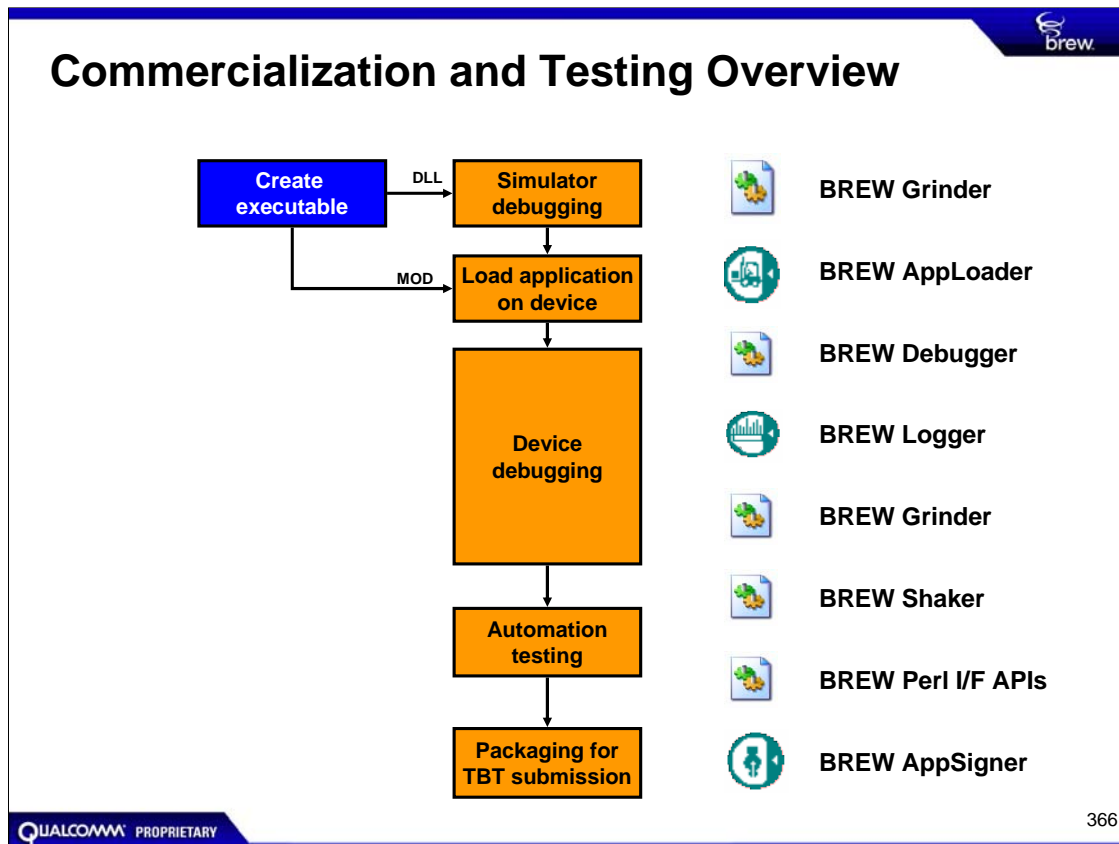 brew
Commercialization and Testing Overview
Create
executable
DLL
Simulator
debugging
BREW Grinder
MOD
Load application
on device
BREW AppLoader
Device
debugging
BREW Debugger
BREW Logger
BREW Grinder
BREW Shaker
Automation
testing
BREW Perl I/F APIs
Packaging for
TBT submission
BREW AppSigner
QUALCOMM PROPRIETARY
366